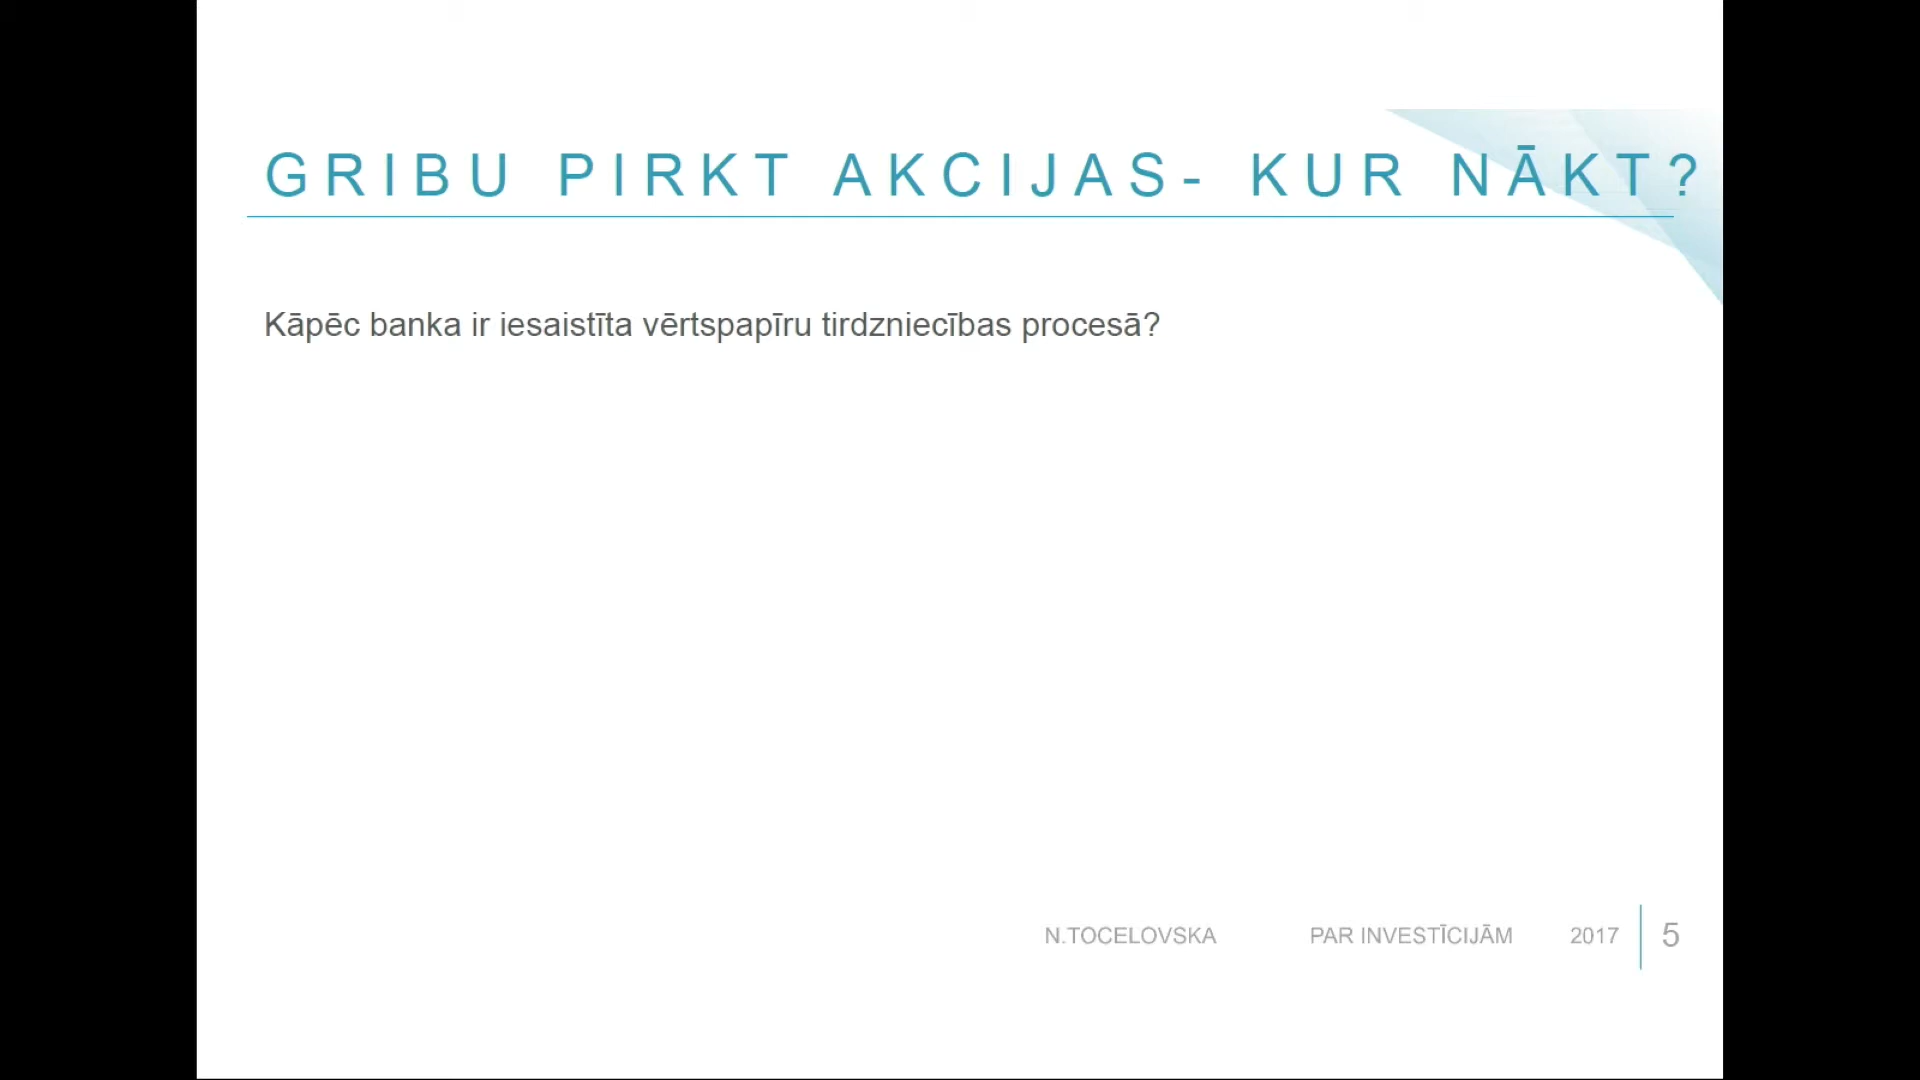 GRIBU PIRKT AKCIJAS- KUR NĀKT?
Kāpēc banka ir iesaistīta vērtspapīru tirdzniecības procesā?
N.TOCELOVSKA PAR INVESTĪCIJĀM 2017 5